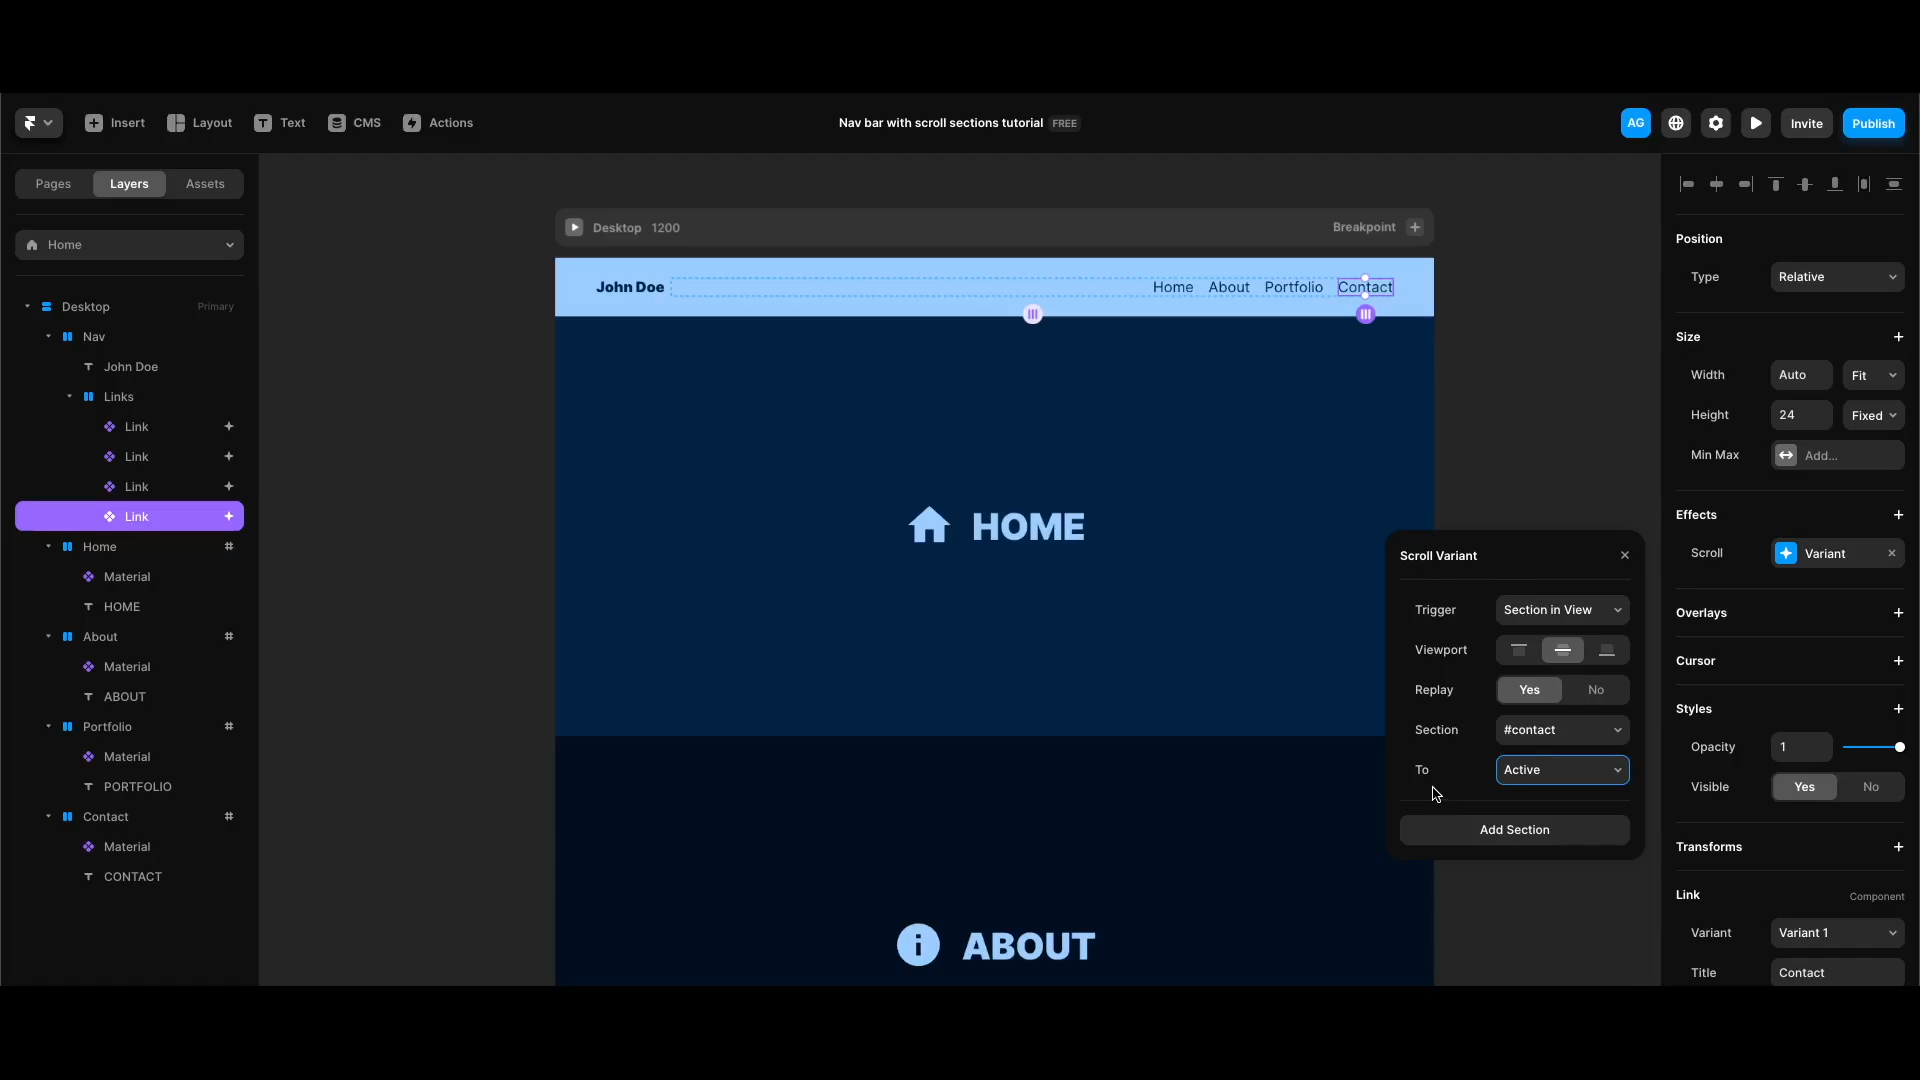 Insert
Layout
Text
CMS
Actions
Nav bar with scroll sections tutorial FREE
AG
Invite
Publish
Pages
Layers
Assets
Home
Desktop Primary
Nav
John Doe
Links
Link
Link
Link
Link
Home
Material
HOME
About
Material
ABOUT
Portfolio
Material
PORTFOLIO
Contact
Material
CONTACT
Desktop 1200
Breakpoint
John Doe
Home
About
Portfolio
Contact
HOME
ABOUT
Scroll Variant
Trigger Section in View
Viewport
Replay Yes No
Section #contact
To Active
Add Section
Position
Type Relative
Size
Width Auto Fit
Height 24 Fixed
Min Max Add...
Effects
Scroll Variant
Overlays
Cursor
Styles
Opacity 1
Visible Yes No
Transforms
Link Component
Variant Variant 1
Title Contact